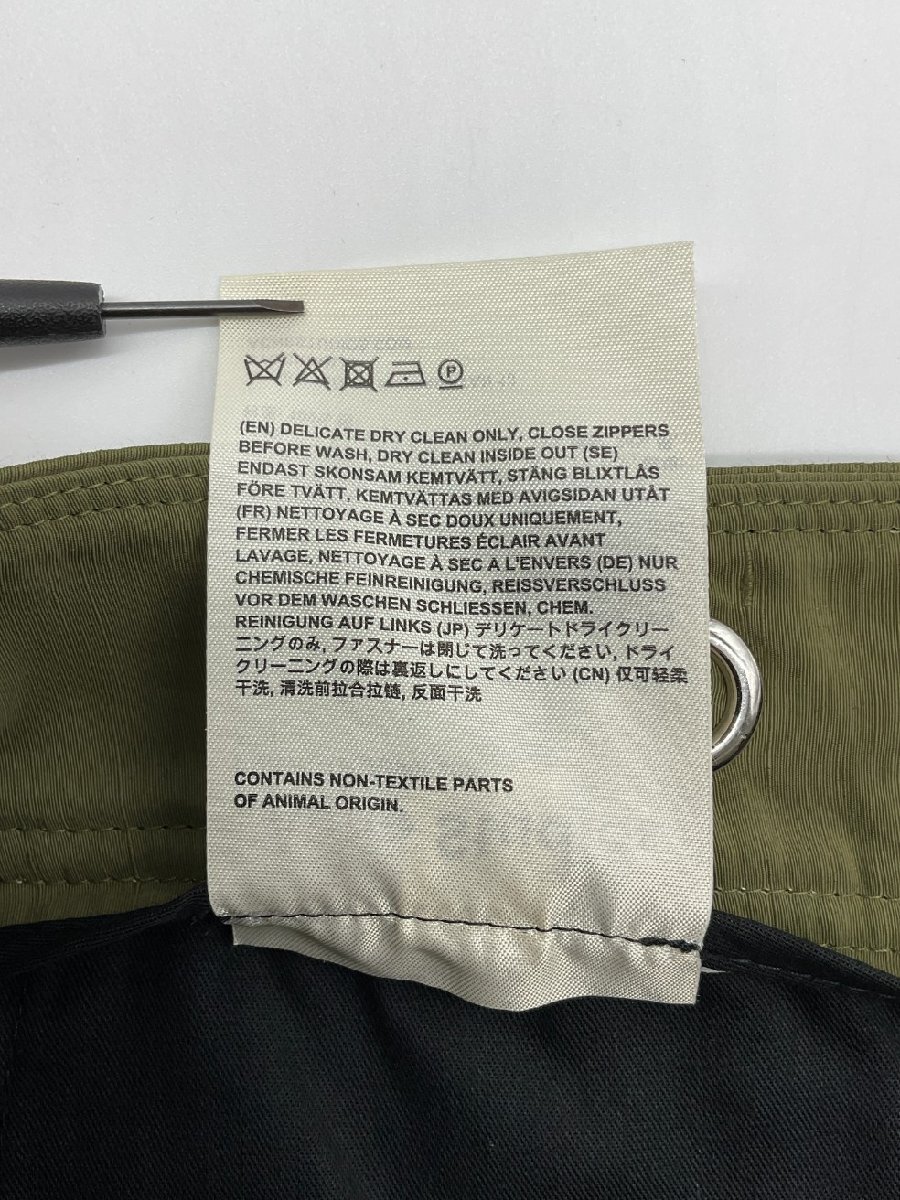 P
(EN) DELICATE DRY CLEAN ONLY, CLOSE ZIPPERS
BEFORE WASH, DRY CLEAN INSIDE OUT (SE)
ENDAST SKONSAM KEMTVÄTT, STÄNG BLIXTLÅS
FÖRE TVÄTT, KEMTVÄTTAS MED AVIGSIDAN UTÅT
(FR) NETTOYAGE À SEC DOUX UNIQUEMENT,
FERMER LES FERMETURES ÉCLAIR AVANT
LAVAGE, NETTOYAGE À SEC A L'ENVERS (DE) NUR
CHEMISCHE FEINREINIGUNG, REISSVERSCHLUSS
VOR DEM WASCHEN SCHLIESSEN, CHEM.
REINIGUNG AUF LINKS (JP) デリケートドライクリー
ニングのみ, ファスナーは閉じて洗ってください, ドライ
クリーニングの際は裏返しにしてください (CN) 仅可轻柔
干洗, 清洗前拉合拉链, 反面干洗
CONTAINS NON-TEXTILE PARTS
OF ANIMAL ORIGIN.